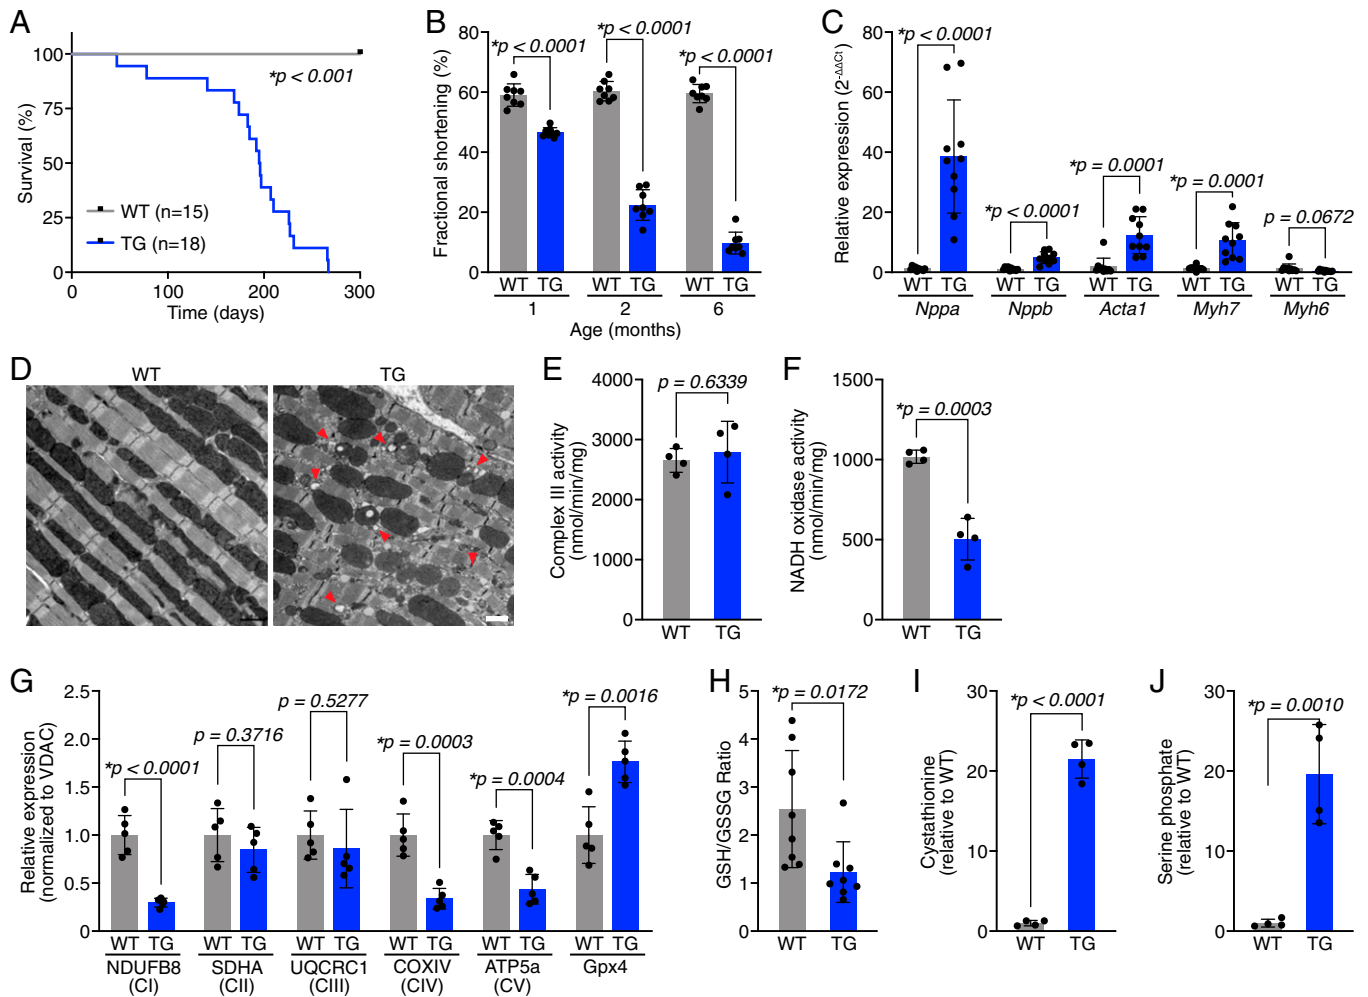 A
Survival (%)
100
75
50
25
0
*p < 0.001
WT (n=15)
TG (n=18)
0 100 200 300
Time (days)
B
Fractional shortening (%)
80
60
40
20
0
*p < 0.0001
*p < 0.0001
*p < 0.0001
WT TG WT TG WT TG
1 2 6
Age (months)
C
Relative expression (2-ΔΔCt)
80
60
40
20
0
*p < 0.0001
*p < 0.0001
*p = 0.0001
*p = 0.0001
p = 0.0672
WT TG WT TG WT TG WT TG WT TG
Nppa Nppb Acta1 Myh7 Myh6
D
WT TG
E
Complex III activity
(nmol/min/mg)
4000
3000
2000
1000
0
p = 0.6339
WT TG
F
NADH oxidase activity
(nmol/min/mg)
1500
1000
500
0
*p = 0.0003
WT TG
G
Relative expression
(normalized to VDAC)
2.5
2.0
1.5
1.0
0.5
0
*p < 0.0001
p = 0.3716
p = 0.5277
*p = 0.0003
*p = 0.0004
*p = 0.0016
WT TG WT TG WT TG WT TG WT TG WT TG
NDUFB8 SDHA UQCRC1 COXIV ATP5a Gpx4
(CI) (CII) (CIII) (CIV) (CV)
H
GSH/GSSG Ratio
5
4
3
2
1
0
*p = 0.0172
WT TG
I
Cystathionine
(relative to WT)
30
20
10
0
*p < 0.0001
WT TG
J
Serine phosphate
(relative to WT)
30
20
10
0
*p = 0.0010
WT TG